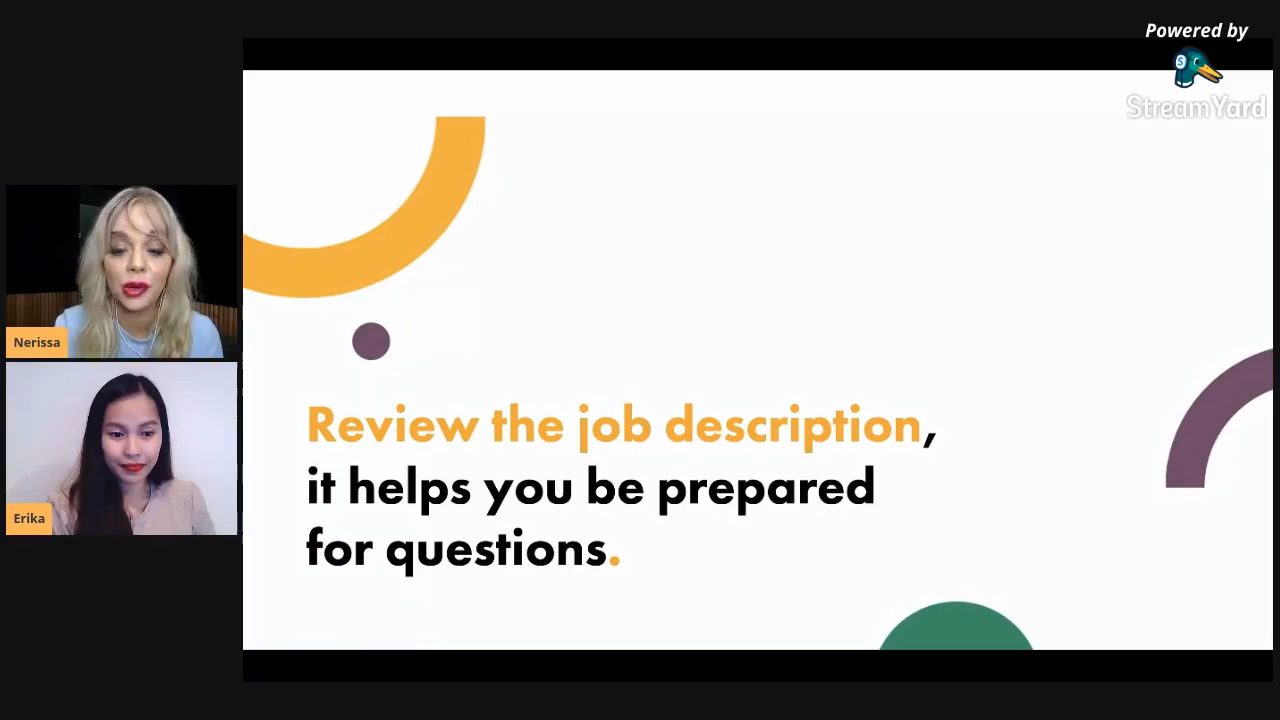 Powered by
S
StreamYard
Nerissa
Erika
Review the job description,
it helps you be prepared
for questions.